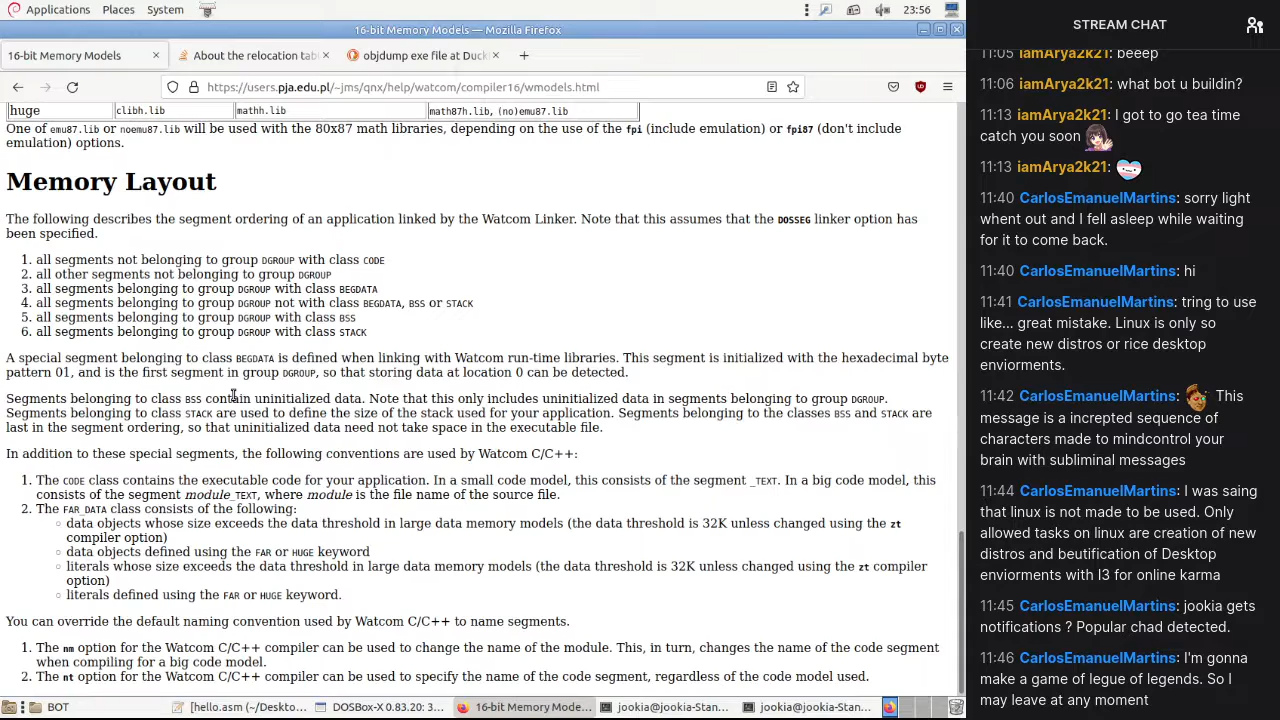 Applications Places System
23:56
16-bit Memory Models — Mozilla Firefox
16-bit Memory Models
About the relocation tab
objdump exe file at Duck
https://users.pja.edu.pl/~jms/qnx/help/watcom/compiler16/wmodels.html
huge clibh.lib mathh.lib math87h.lib, (no)emu87.lib
One of emu87.lib or noemu87.lib will be used with the 80x87 math libraries, depending on the use of the fpi (include emulation) or fpi87 (don't include
emulation) options.
Memory Layout
The following describes the segment ordering of an application linked by the Watcom Linker. Note that this assumes that the DOSSEG linker option has
been specified.
1. all segments not belonging to group DGROUP with class CODE
2. all other segments not belonging to group DGROUP
3. all segments belonging to group DGROUP with class BEGDATA
4. all segments belonging to group DGROUP not with class BEGDATA, BSS or STACK
5. all segments belonging to group DGROUP with class BSS
6. all segments belonging to group DGROUP with class STACK
A special segment belonging to class BEGDATA is defined when linking with Watcom run-time libraries. This segment is initialized with the hexadecimal byte
pattern 01, and is the first segment in group DGROUP, so that storing data at location 0 can be detected.
Segments belonging to class BSS contain uninitialized data. Note that this only includes uninitialized data in segments belonging to group DGROUP.
Segments belonging to class STACK are used to define the size of the stack used for your application. Segments belonging to the classes BSS and STACK are
last in the segment ordering, so that uninitialized data need not take space in the executable file.
In addition to these special segments, the following conventions are used by Watcom C/C++:
1. The CODE class contains the executable code for your application. In a small code model, this consists of the segment _TEXT. In a big code model, this
consists of the segment module_TEXT, where module is the file name of the source file.
2. The FAR_DATA class consists of the following:
data objects whose size exceeds the data threshold in large data memory models (the data threshold is 32K unless changed using the zt
compiler option)
data objects defined using the FAR or HUGE keyword
literals whose size exceeds the data threshold in large data memory models (the data threshold is 32K unless changed using the zt compiler
option)
literals defined using the FAR or HUGE keyword.
You can override the default naming convention used by Watcom C/C++ to name segments.
1. The nm option for the Watcom C/C++ compiler can be used to change the name of the module. This, in turn, changes the name of the code segment
when compiling for a big code model.
2. The nt option for the Watcom C/C++ compiler can be used to specify the name of the code segment, regardless of the code model used.
BOT
[hello.asm (~/Deskto...
DOSBox-X 0.83.20: 3...
16-bit Memory Mode...
jookia@jookia-Stan...
jookia@jookia-Stan...
STREAM CHAT
11:05 iamArya2k21: beeep
11:06 iamArya2k21: what bot u buildin?
11:13 iamArya2k21: I got to go tea time
catch you soon
11:13 iamArya2k21:
11:40 CarlosEmanuelMartins: sorry light
whent out and I fell asleep while waiting
for it to come back.
11:40 CarlosEmanuelMartins: hi
11:41 CarlosEmanuelMartins: tring to use
like... great mistake. Linux is only so
create new distros or rice desktop
enviorments.
11:42 CarlosEmanuelMartins: This
message is a increpted sequence of
characters made to mindcontrol your
brain with subliminal messages
11:44 CarlosEmanuelMartins: I was saing
that linux is not made to be used. Only
allowed tasks on linux are creation of new
distros and beutification of Desktop
enviorments with I3 for online karma
11:45 CarlosEmanuelMartins: jookia gets
notifications ? Popular chad detected.
11:46 CarlosEmanuelMartins: I'm gonna
make a game of legue of legends. So I
may leave at any moment